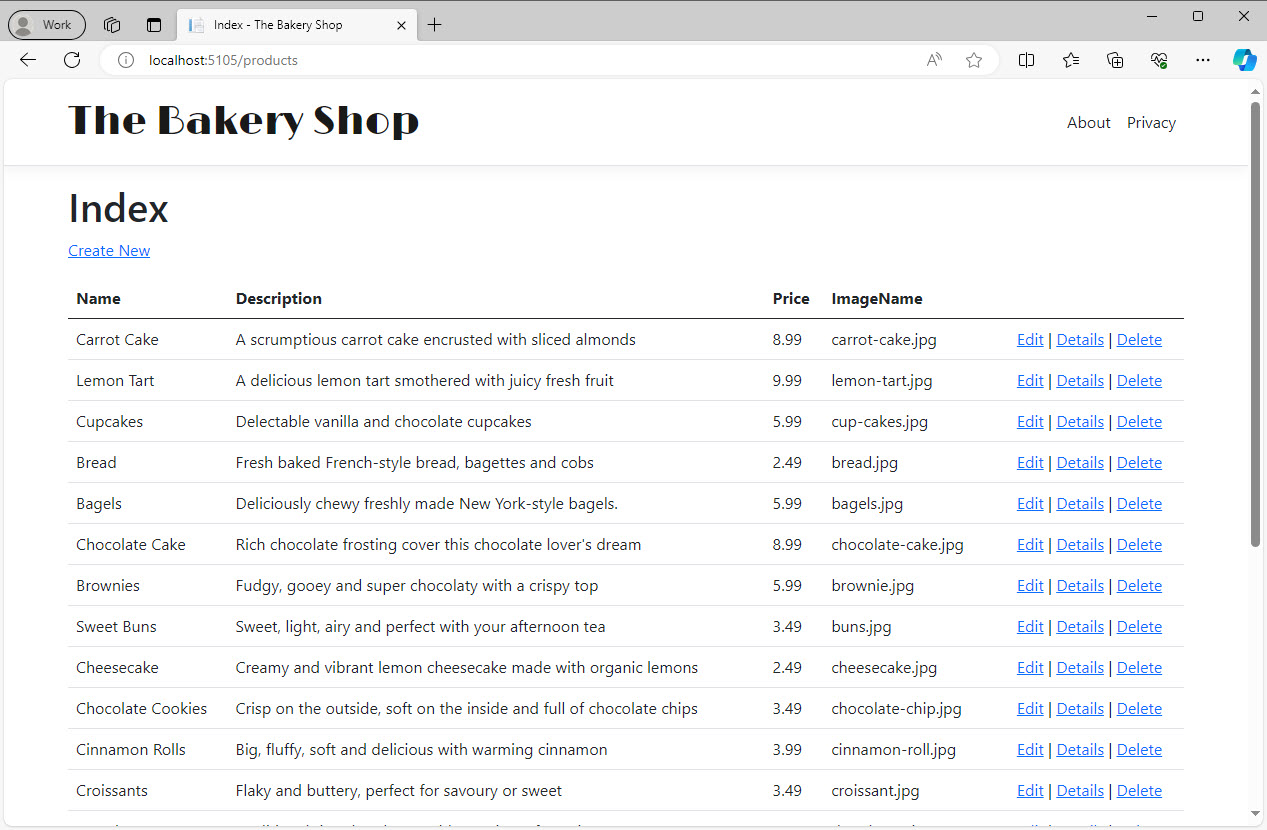 Work
Index - The Bakery Shop
localhost:5105/products
The Bakery Shop
About Privacy
Index
Create New
Name Description Price ImageName
Carrot Cake A scrumptious carrot cake encrusted with sliced almonds 8.99 carrot-cake.jpg Edit | Details | Delete
Lemon Tart A delicious lemon tart smothered with juicy fresh fruit 9.99 lemon-tart.jpg Edit | Details | Delete
Cupcakes Delectable vanilla and chocolate cupcakes 5.99 cup-cakes.jpg Edit | Details | Delete
Bread Fresh baked French-style bread, bagettes and cobs 2.49 bread.jpg Edit | Details | Delete
Bagels Deliciously chewy freshly made New York-style bagels. 5.99 bagels.jpg Edit | Details | Delete
Chocolate Cake Rich chocolate frosting cover this chocolate lover's dream 8.99 chocolate-cake.jpg Edit | Details | Delete
Brownies Fudgy, gooey and super chocolaty with a crispy top 5.99 brownie.jpg Edit | Details | Delete
Sweet Buns Sweet, light, airy and perfect with your afternoon tea 3.49 buns.jpg Edit | Details | Delete
Cheesecake Creamy and vibrant lemon cheesecake made with organic lemons 2.49 cheesecake.jpg Edit | Details | Delete
Chocolate Cookies Crisp on the outside, soft on the inside and full of chocolate chips 3.49 chocolate-chip.jpg Edit | Details | Delete
Cinnamon Rolls Big, fluffy, soft and delicious with warming cinnamon 3.99 cinnamon-roll.jpg Edit | Details | Delete
Croissants Flaky and buttery, perfect for savoury or sweet 3.49 croissant.jpg Edit | Details | Delete